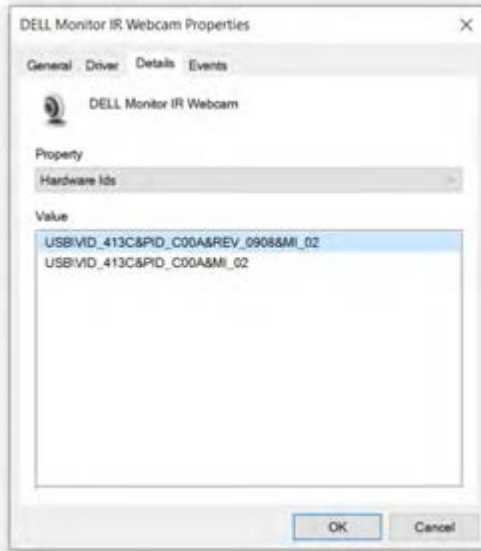 DELL Monitor IR Webcam Properties
General Driver Details Events
DELL Monitor IR Webcam
Property
Hardware Ids
Value
USB\VID_413C&PID_C00A&REV_0908&MI_02
USB\VID_413C&PID_C00A&MI_02
OK Cancel